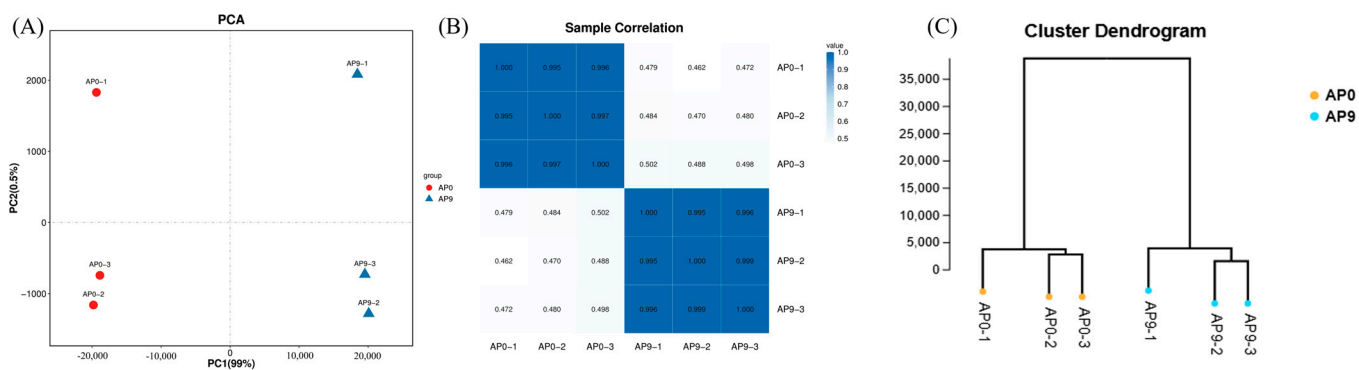 (A)
PCA
PC2(0.5%)
2000
1000
0
−1000
AP0−1
AP9−1
AP0−3
AP9−3
AP0−2
AP9−2
-20,000
-10,000
0
10,000
20,000
PC1(99%)
group
AP0
AP9
(B)
Sample Correlation
1.000 0.995 0.996 0.479 0.462 0.472 AP0−1
0.995 1.000 0.997 0.484 0.470 0.480 AP0−2
0.996 0.997 1.000 0.502 0.488 0.498 AP0−3
0.479 0.484 0.502 1.000 0.995 0.996 AP9−1
0.462 0.470 0.488 0.995 1.000 0.999 AP9−2
0.472 0.480 0.498 0.996 0.999 1.000 AP9−3
AP0−1 AP0−2 AP0−3 AP9−1 AP9−2 AP9−3
value
1.0
0.9
0.8
0.7
0.6
0.5
(C)
Cluster Dendrogram
35,000
30,000
25,000
20,000
15,000
10,000
5,000
0
AP0-1
AP0-2
AP0-3
AP9-1
AP9-2
AP9-3
AP0
AP9